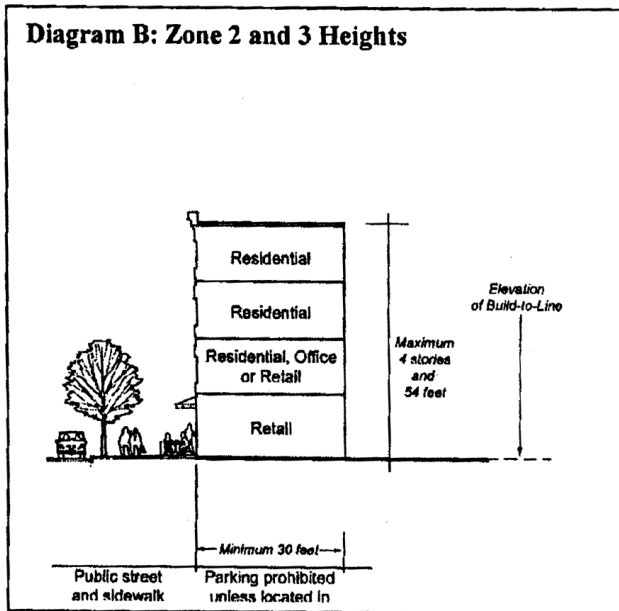 Diagram B: Zone 2 and 3 Heights
Residential
Residential
Residential, Office
or Retail
Retail
Elevation
of Build-to-Line
Maximum
4 stories
and
54 feet
Minimum 30 feet
Public street
and sidewalk
Parking prohibited
unless located in